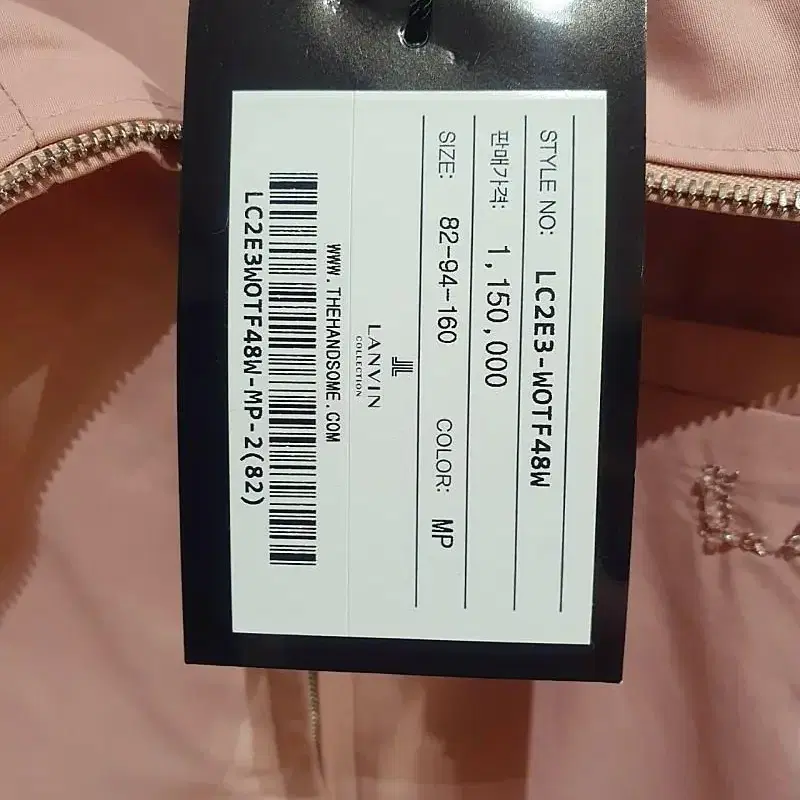 STYLE NO: LC2E3-WOTF48W
판매가격: 1,150,000
SIZE: 82-94-160 COLOR: MP
JL
LANVIN
COLLECTION
WWW.THEHANDSOME.COM
LC2E3WOTF48W-MP-2(82)